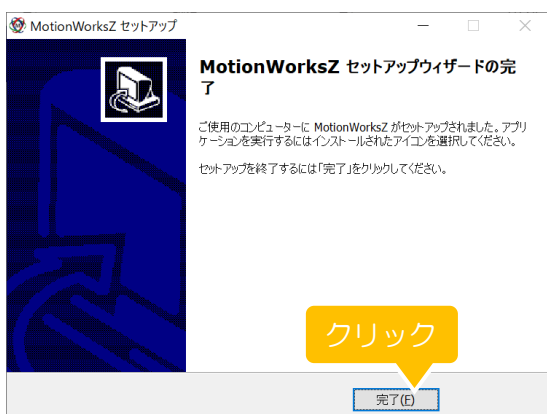 MotionWorksZ セットアップ
MotionWorksZ セットアップウィザードの完
了
ご使用のコンピューターに MotionWorksZ がセットアップされました。アプリ
ケーションを実行するにはインストールされたアイコンを選択してください。
セットアップを終了するには「完了」をクリックしてください。
クリック
完了(F)